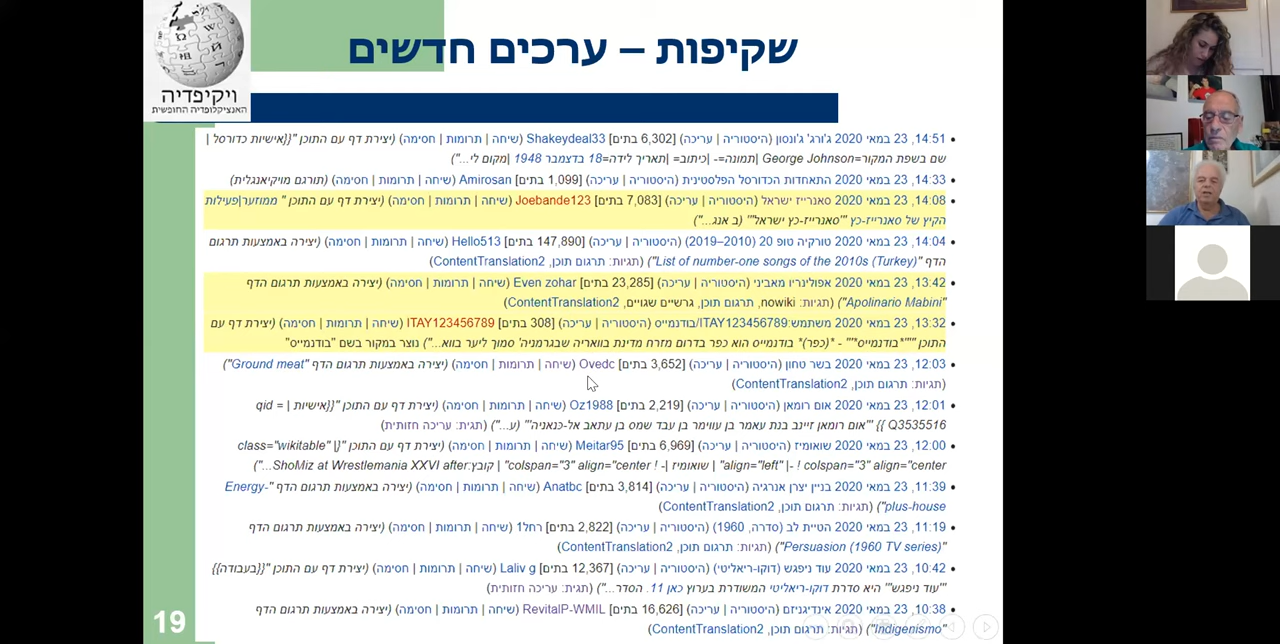 שקיפות – ערכים חדשים
ויקיפדיה
האנציקלופדיה החופשית
14:51, 23 במאי 2020 ג'ורג' ג'ונסון (היסטוריה | עריכה) [6,302 בתים] Shakeydeal33 (שיחה | תרומות | חסימה) (יצירת דף עם התוכן "{{אישיות כדורסל |
שם בשפת המקור=George Johnson |תמונה=- |כיתוב= |תאריך לידה=18 בדצמבר 1948 |מקום לי...")
14:33, 23 במאי 2020 התאחדות הכדורסל הפלסטינית (היסטוריה | עריכה) [1,099 בתים] Amirosan (שיחה | תרומות | חסימה) (תורגם מויקיאנגלית)
14:08, 23 במאי 2020 סאנרייז ישראל (היסטוריה | עריכה) [7,083 בתים] Joebande123 (שיחה | תרומות | חסימה) (יצירת דף עם התוכן " ממוזער|פעילות
הקיץ של סאנרייז-כץ '''סאנרייז-כץ ישראל''' (ב אנג...")
14:04, 23 במאי 2020 טורקיה טופ 20 (2010–2019) (היסטוריה | עריכה) [147,890 בתים] Hello513 (שיחה | תרומות | חסימה) (יצירה באמצעות תרגום
הדף "List of number-one songs of the 2010s (Turkey)") (תגיות: תרגום תוכן, ContentTranslation2)
13:42, 23 במאי 2020 אפולינריו מאביני (היסטוריה | עריכה) [23,285 בתים] Even zohar (שיחה | תרומות | חסימה) (יצירה באמצעות תרגום הדף
"Apolinario Mabini") (תגיות: nowiki, תרגום תוכן, גרשיים שגויים, ContentTranslation2)
13:32, 23 במאי 2020 משתמש:ITAY123456789/בודנמייס (היסטוריה | עריכה) [308 בתים] ITAY123456789 (שיחה | תרומות | חסימה) (יצירת דף עם
התוכן "'''*בודנמייס*''' - *(כפר)* בודנמייס הוא כפר בדרום מזרח מדינת בוואריה שבגרמניה' סמוך ליער בווא...") נוצר במקור בשם "בודנמייס"
12:03, 23 במאי 2020 בשר טחון (היסטוריה | עריכה) [3,652 בתים] Ovedc (שיחה | תרומות | חסימה) (יצירה באמצעות תרגום הדף "Ground meat")
(תגיות: תרגום תוכן, ContentTranslation2)
12:01, 23 במאי 2020 אום רומאן (היסטוריה | עריכה) [2,219 בתים] Oz1988 (שיחה | תרומות | חסימה) (יצירת דף עם התוכן "{{אישיות | qid =
Q3535516 }} '''אום רומאן זיינב בנת עאמר בן עווימר בן עבד שמס בן עתאב אל-כנאניה''' (ע...") (תגית: עריכה חזותית)
12:00, 23 במאי 2020 שואומיז (היסטוריה | עריכה) [6,969 בתים] Meitar95 (שיחה | תרומות | חסימה) (יצירת דף עם התוכן "{| class="wikitable"
colspan="3" align="center ! -| "align="left" | שואומיז |- ! colspan="3" align="center" | קובץ:ShoMiz at Wrestlemania XXVI after...")
11:39, 23 במאי 2020 בניין יצרן אנרגיה (היסטוריה | עריכה) [3,814 בתים] Anatbc (שיחה | תרומות | חסימה) (יצירה באמצעות תרגום הדף "Energy-
plus-house") (תגיות: תרגום תוכן, ContentTranslation2)
11:19, 23 במאי 2020 הטיית לב (סדרה, 1960) (היסטוריה | עריכה) [2,822 בתים] רחל1 (שיחה | תרומות | חסימה) (יצירה באמצעות תרגום הדף
"Persuasion (1960 TV series)") (תגיות: תרגום תוכן, ContentTranslation2)
10:42, 23 במאי 2020 עוד ניפגש (דוקו-ריאליטי) (היסטוריה | עריכה) [12,367 בתים] Laliv g (שיחה | תרומות | חסימה) (יצירת דף עם התוכן "{{בעבודה}}
'''עוד ניפגש''' היא סדרת דוקו-ריאליטי המשודרת בערוץ כאן 11. הסדר...") (תגית: עריכה חזותית)
10:38, 23 במאי 2020 אינדיגניזם (היסטוריה | עריכה) [16,626 בתים] RevitalP-WMIL (שיחה | תרומות | חסימה) (יצירה באמצעות תרגום הדף
"Indigenismo") (תגיות: תרגום תוכן, ContentTranslation2)
19